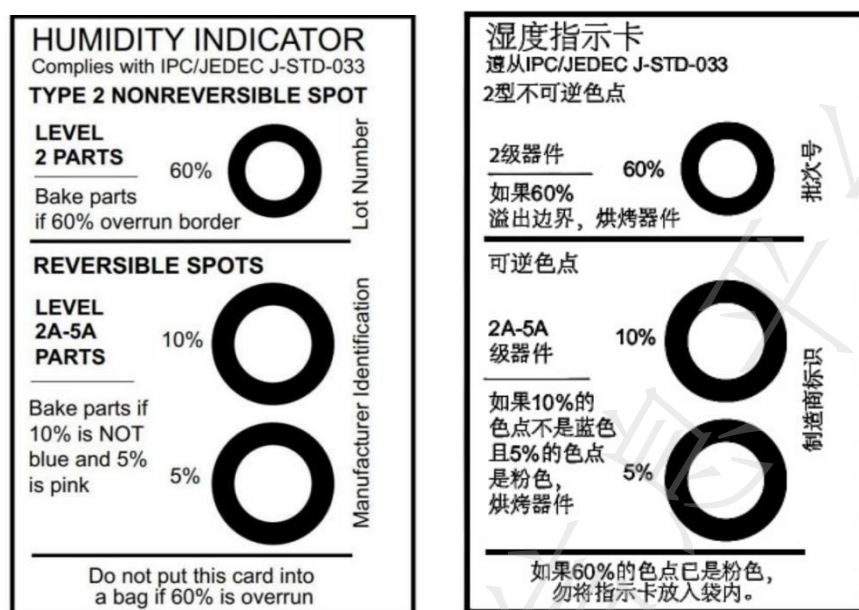 HUMIDITY INDICATOR
Complies with IPC/JEDEC J-STD-033
TYPE 2 NONREVERSIBLE SPOT
LEVEL
2 PARTS
60%
Bake parts
if 60% overrun border
Lot Number
REVERSIBLE SPOTS
LEVEL
2A-5A
PARTS
10%
Bake parts if
10% is NOT
blue and 5%
is pink
5%
Manufacturer Identification
Do not put this card into
a bag if 60% is overrun
湿度指示卡
遵从IPC/JEDEC J-STD-033
2型不可逆色点
2级器件
60%
如果60%
溢出边界，烘烤器件
批次号
可逆色点
2A-5A
级器件
10%
如果10%的
色点不是蓝色
且5%的色点
是粉色，
烘烤器件
5%
制造商标识
如果60%的色点已是粉色，
勿将指示卡放入袋内。